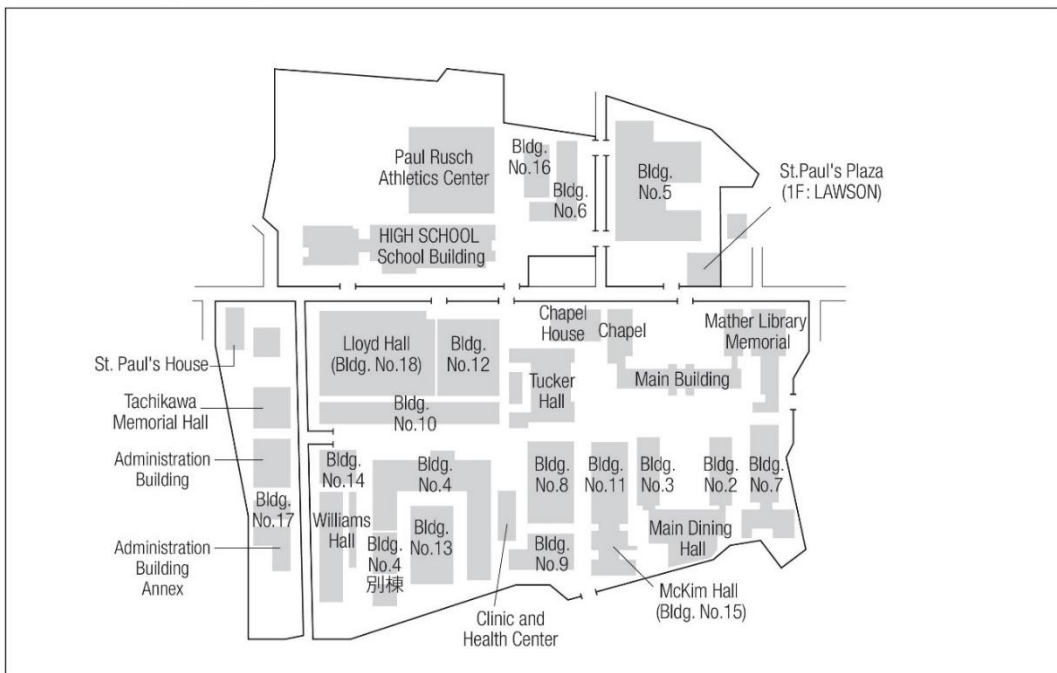 Paul Rusch
Athletics Center
Bldg.
No.16
Bldg.
No.6
Bldg.
No.5
St.Paul's Plaza
(1F: LAWSON)
HIGH SCHOOL
School Building
St. Paul's House
Lloyd Hall
(Bldg. No.18)
Bldg.
No.12
Chapel
House
Chapel
Mather Library
Memorial
Tucker
Hall
Main Building
Tachikawa
Memorial Hall
Bldg.
No.10
Administration
Building
Bldg.
No.14
Bldg.
No.4
Bldg.
No.8
Bldg.
No.11
Bldg.
No.3
Bldg.
No.2
Bldg.
No.7
Bldg.
No.17
Williams
Hall
Bldg.
No.4
別棟
Bldg.
No.13
Main Dining
Hall
Bldg.
No.9
Administration
Building
Annex
Clinic and
Health Center
McKim Hall
(Bldg. No.15)